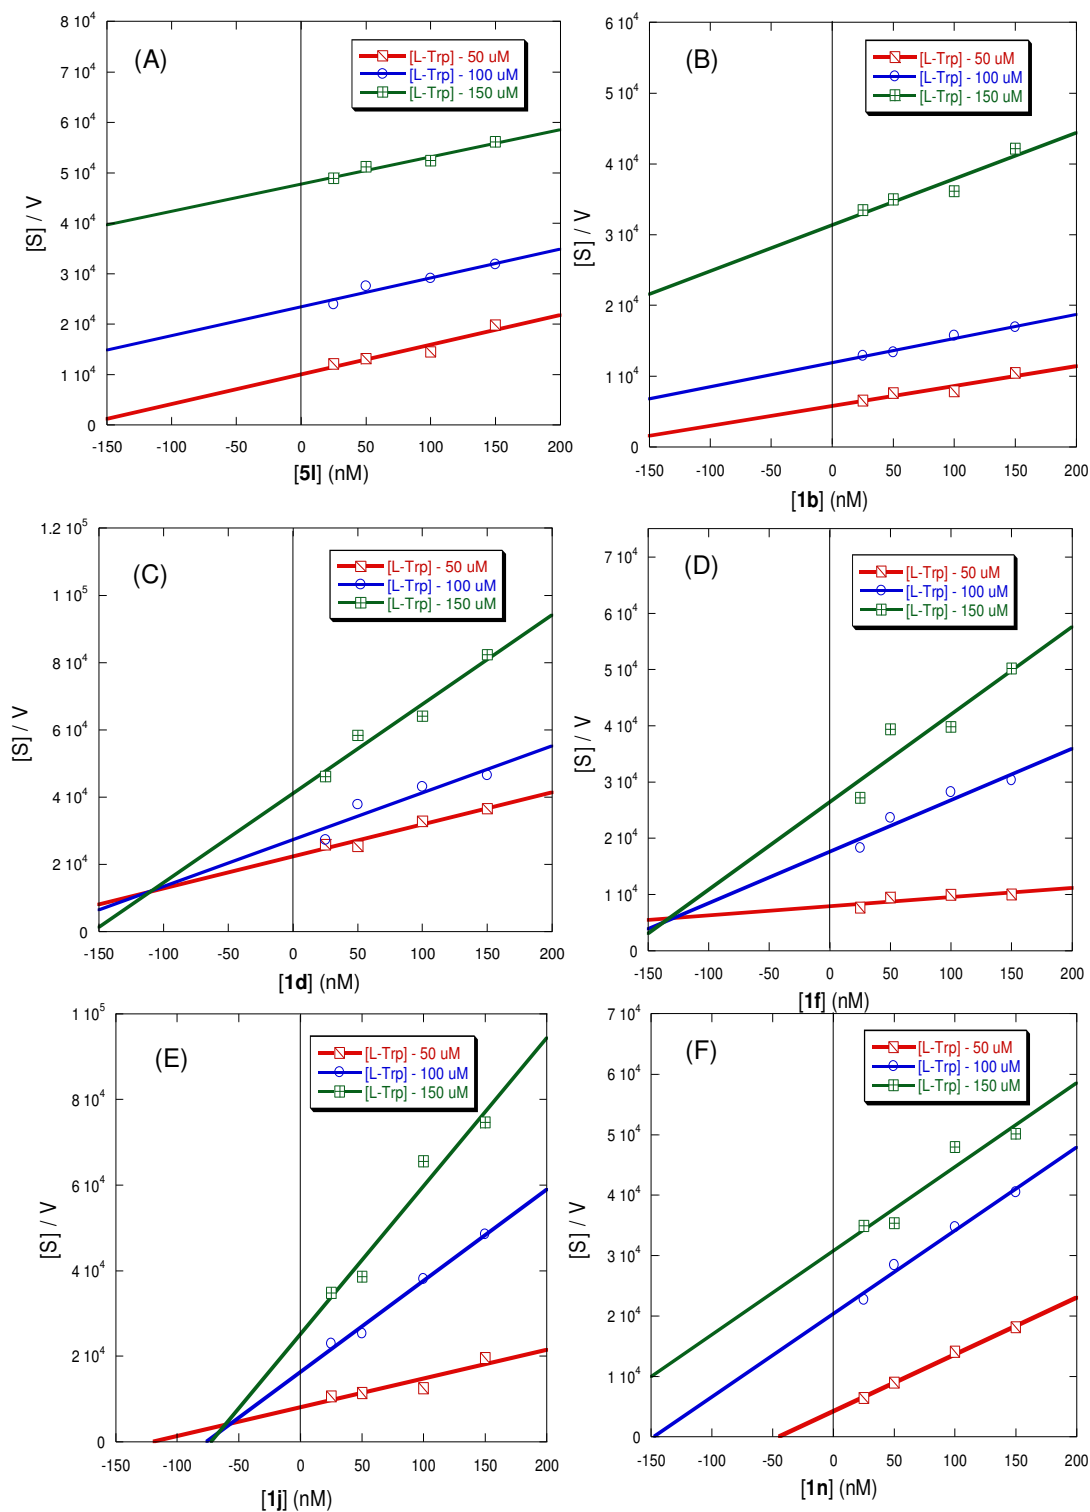 (A)
[L-Trp] - 50 uM
[L-Trp] - 100 uM
[L-Trp] - 150 uM
8 10^4
7 10^4
6 10^4
5 10^4
4 10^4
3 10^4
2 10^4
1 10^4
0
[S] / V
-150 -100 -50 0 50 100 150 200
[5l] (nM)
(B)
[L-Trp] - 50 uM
[L-Trp] - 100 uM
[L-Trp] - 150 uM
6 10^4
5 10^4
4 10^4
3 10^4
2 10^4
1 10^4
0
[S] / V
-150 -100 -50 0 50 100 150 200
[1b] (nM)
(C)
[L-Trp] - 50 uM
[L-Trp] - 100 uM
[L-Trp] - 150 uM
1.2 10^5
1 10^5
8 10^4
6 10^4
4 10^4
2 10^4
0
[S] / V
-150 -100 -50 0 50 100 150 200
[1d] (nM)
(D)
[L-Trp] - 50 uM
[L-Trp] - 100 uM
[L-Trp] - 150 uM
7 10^4
6 10^4
5 10^4
4 10^4
3 10^4
2 10^4
1 10^4
0
[S] / V
-150 -100 -50 0 50 100 150 200
[1f] (nM)
(E)
[L-Trp] - 50 uM
[L-Trp] - 100 uM
[L-Trp] - 150 uM
1 10^5
8 10^4
6 10^4
4 10^4
2 10^4
0
[S] / V
-150 -100 -50 0 50 100 150 200
[1j] (nM)
(F)
[L-Trp] - 50 uM
[L-Trp] - 100 uM
[L-Trp] - 150 uM
7 10^4
6 10^4
5 10^4
4 10^4
3 10^4
2 10^4
1 10^4
0
[S] / V
-150 -100 -50 0 50 100 150 200
[1n] (nM)